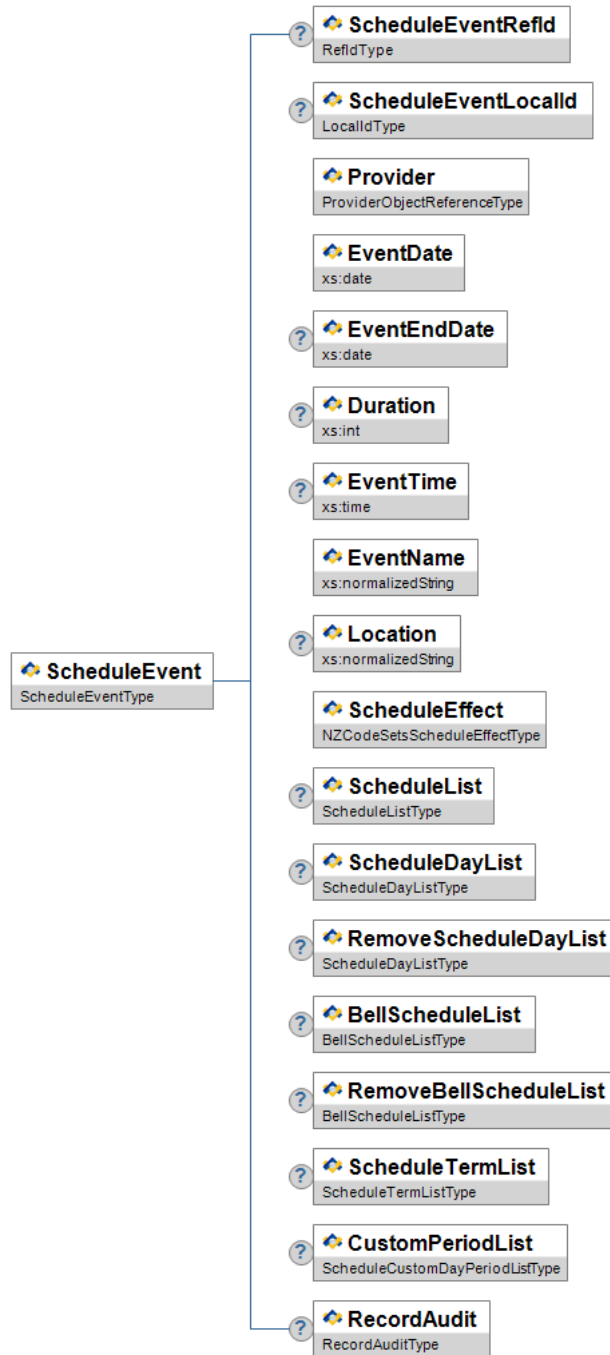 ? ScheduleEventRefId
RefIdType
? ScheduleEventLocalId
LocalIdType
Provider
ProviderObjectReferenceType
EventDate
xs:date
? EventEndDate
xs:date
? Duration
xs:int
? EventTime
xs:time
EventName
xs:normalizedString
? Location
xs:normalizedString
ScheduleEvent
ScheduleEventType
ScheduleEffect
NZCodeSetsScheduleEffectType
? ScheduleList
ScheduleListType
? ScheduleDayList
ScheduleDayListType
? RemoveScheduleDayList
ScheduleDayListType
? BellScheduleList
BellScheduleListType
? RemoveBellScheduleList
BellScheduleListType
? ScheduleTermList
ScheduleTermListType
? CustomPeriodList
ScheduleCustomDayPeriodListType
? RecordAudit
RecordAuditType